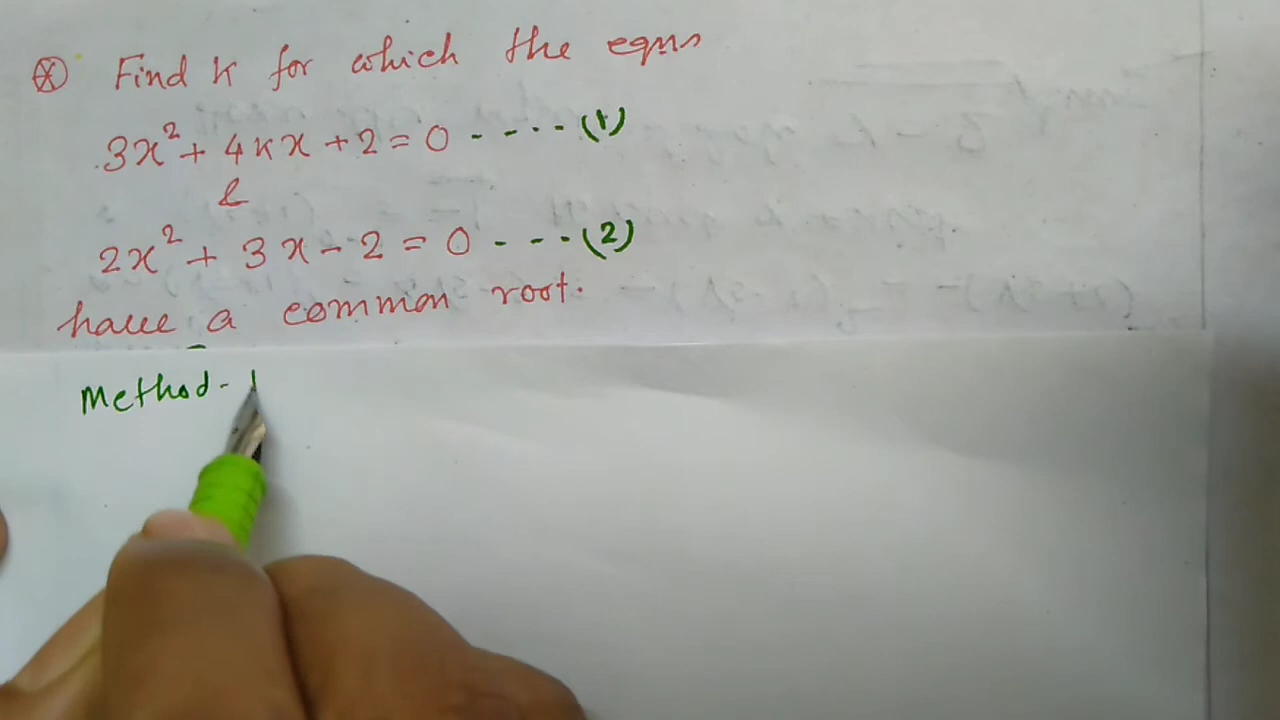 Find K for which the eqns
3x² + 4Kx + 2 = 0 - - - - (1)
&
2x² + 3x - 2 = 0 - - - (2)
have a common root.
Method - 1